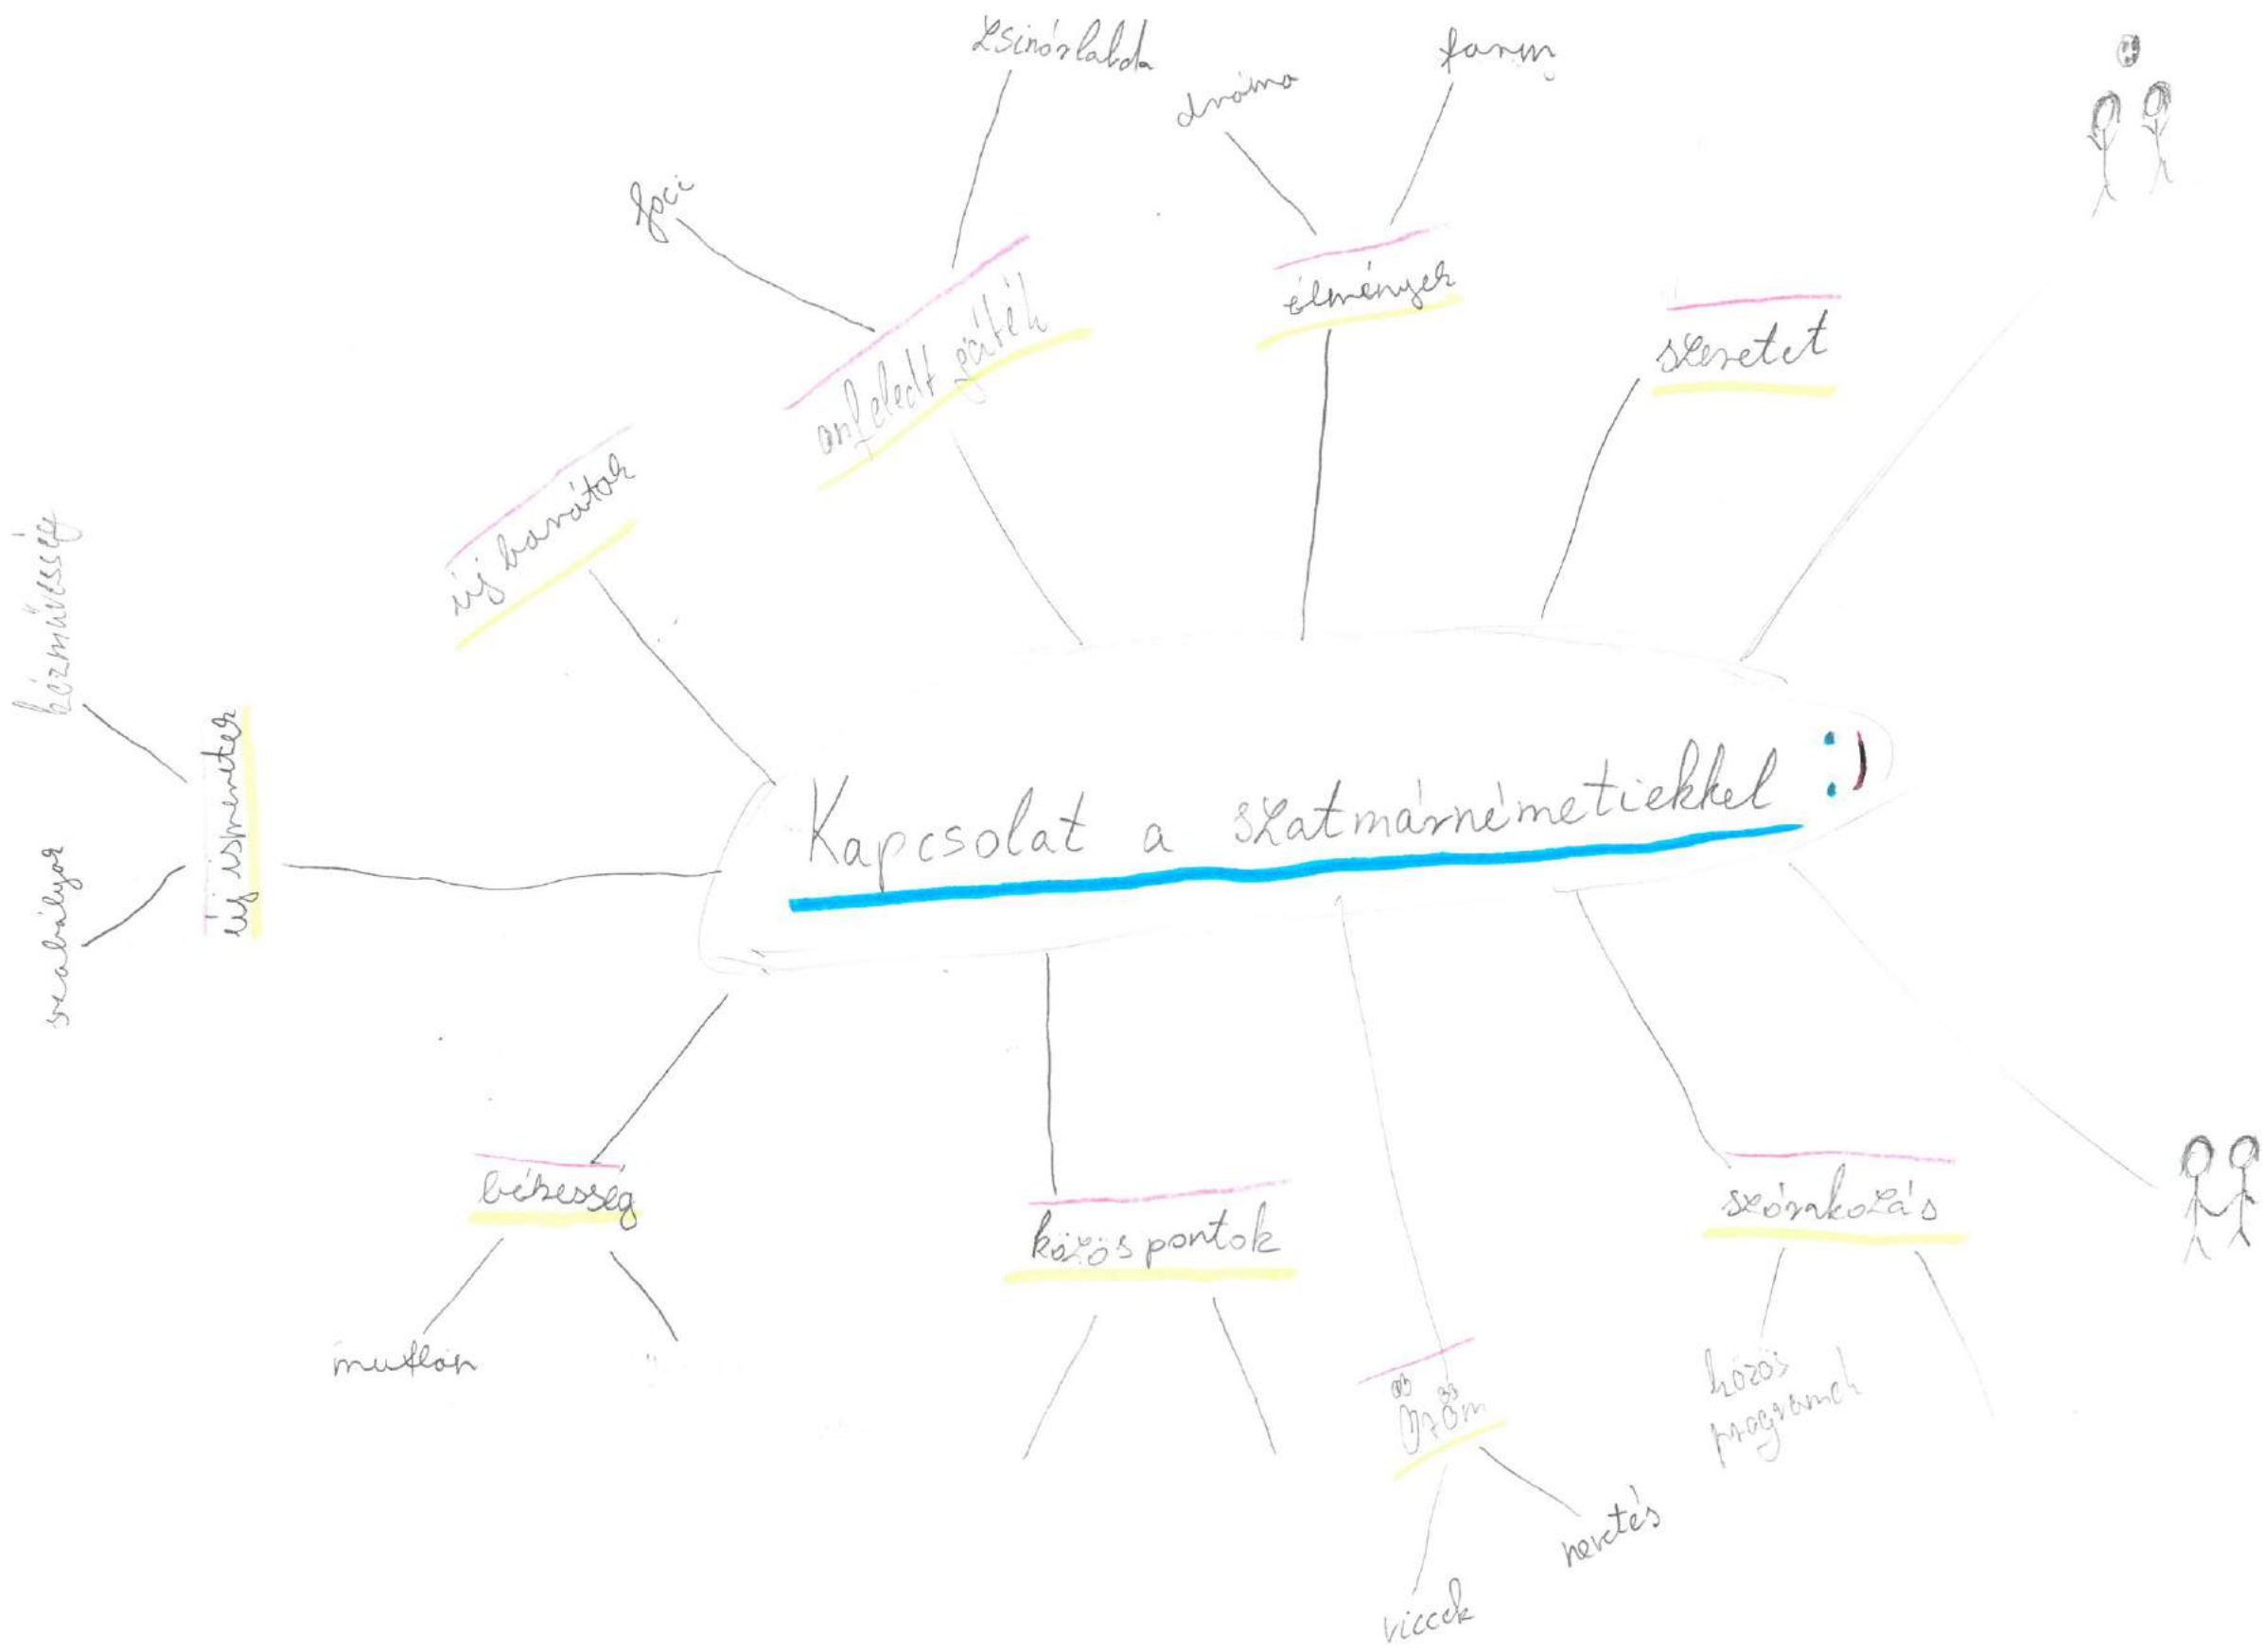 zsinórlabda
dráma
farm
foci
élmények
önfeledt játék
szeretet
új barátok
kézművesség
új ismeretek
szabályok
Kapcsolat a szatmárnémetiekkel :)
békesség
közös pontok
szórakozás
öröm
közös
programok
nevetés
viccek